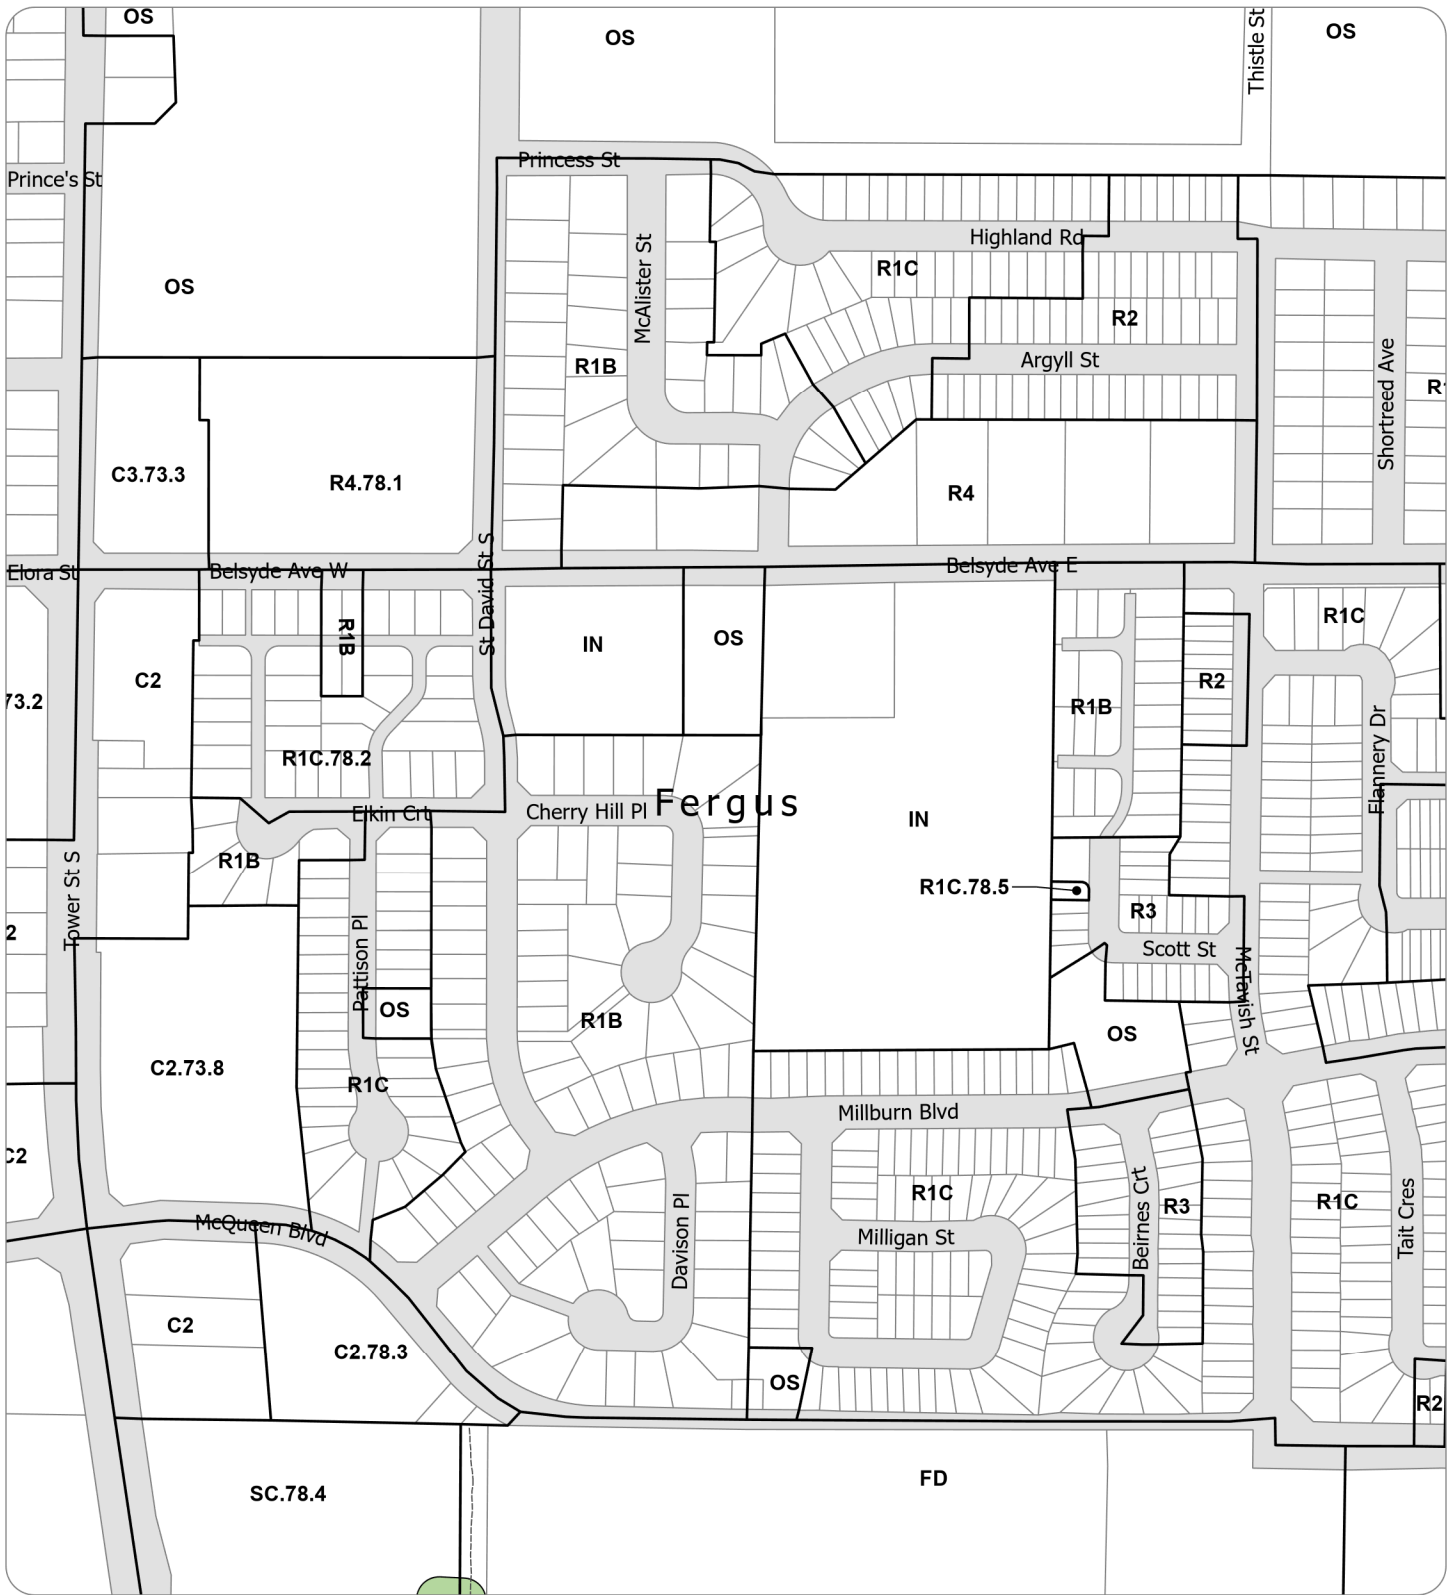 OS
OS
Thistle St
OS
Princess St
Prince's St
Highland Rd
McAlister St
R1C
OS
R2
Argyll St
R1B
Shortreed Ave
C3.73.3
R4.78.1
R4
St David St S
Belsyde Ave E
Elora St
Belsyde Ave W
R1C
R1B
IN
OS
C2
R2
73.2
R1B
R1C.78.2
Flannery Dr
Fergus
Elkin Crt
Cherry Hill Pl
IN
R1B
R1C.78.5
Tower St S
R3
2
Scott St
Pattison Pl
McTavish St
OS
R1B
OS
C2.73.8
R1C
Millburn Blvd
C2
R1C
R3
R1C
Beirnes Crt
Tait Cres
McQueen Blvd
Milligan St
Davison Pl
C2
C2.78.3
OS
R2
FD
SC.78.4